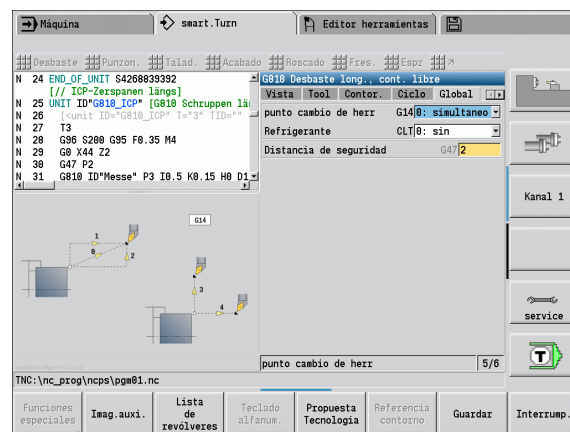 Máquina
smart.Turn
Editor herramientas
Desbaste Punzon. Talad. Acabado Roscado Fres. Espz
N 24 END_OF_UNIT S4268039392
[// ICP-Zerspanen längs]
N 25 UNIT ID"G810_ICP" [G810 Schruppen lä
N 26 [<unit ID="G810_ICP" T="3" TID=""
N 27 T3
N 28 G96 S200 G95 F0.35 M4
N 29 G0 X44 Z2
N 30 G47 P2
N 31 G810 ID"Messe" P3 I0.5 K0.15 H0 D1
G810 Desbaste long., cont. libre
Vista Tool Contor. Ciclo Global
punto cambio de herr G14 0: simultaneo
Refrigerante CLT 0: sin
Distancia de seguridad G47 2
G14
1
0
2
3
4
Kanal 1
service
T
punto cambio de herr 5/6
TNC:\nc_prog\ncps\pgm01.nc
Funciones especiales
Imag.auxi.
Lista de revólveres
Teclado alfanum.
Propuesta Tecnología
Referencia contorno
Guardar
Interrump.